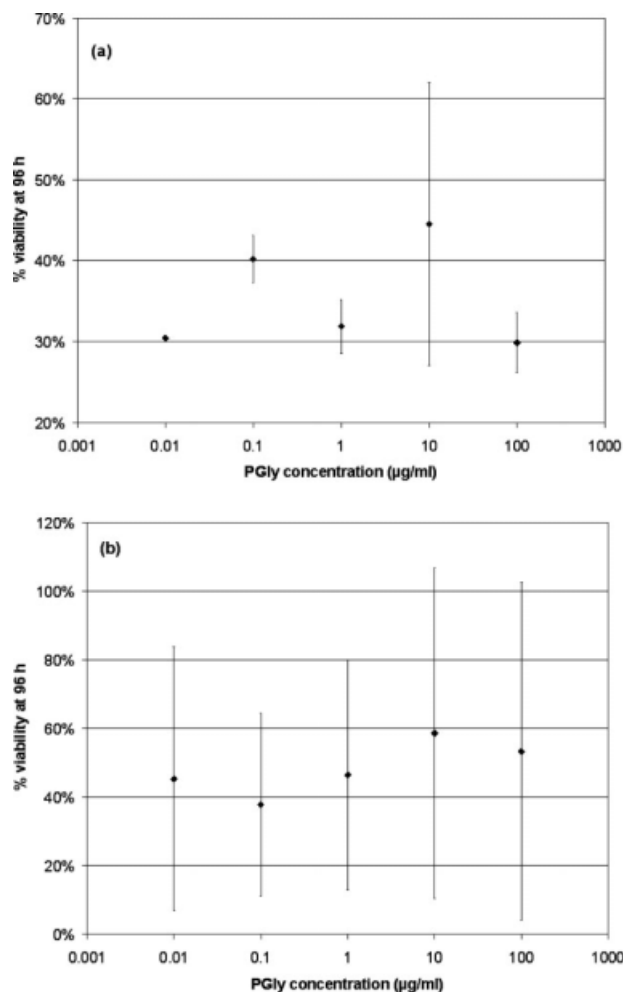 70%
(a)
60%
50%
40%
30%
20%
% viability at 96 h
0.001 0.01 0.1 1 10 100 1000
PGly concentration (µg/ml)
120%
(b)
100%
80%
60%
40%
20%
0%
% viability at 96 h
0.001 0.01 0.1 1 10 100 1000
PGly concentration (µg/ml)